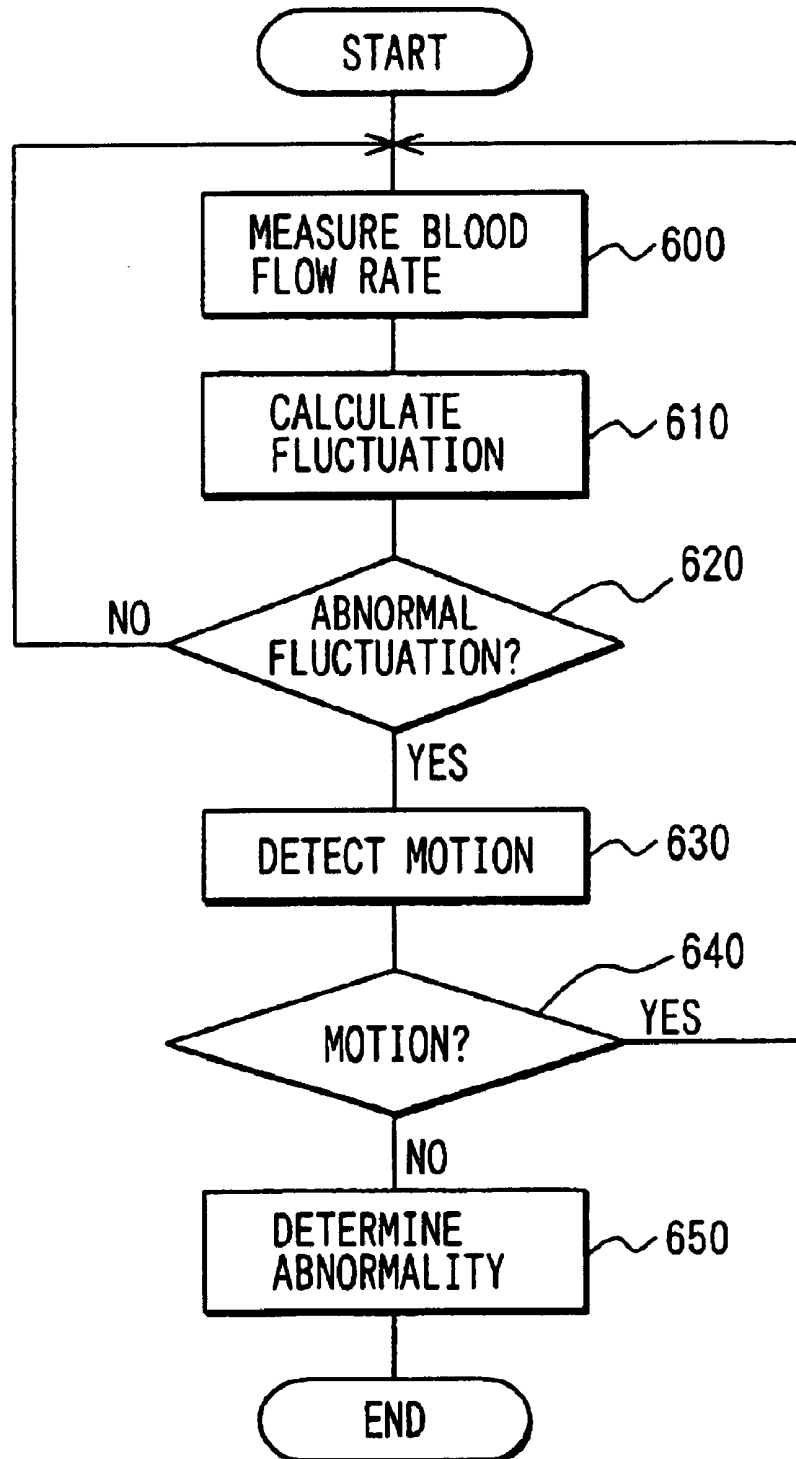 START
MEASURE BLOOD
FLOW RATE
600
CALCULATE
FLUCTUATION
610
620
ABNORMAL
FLUCTUATION?
NO
YES
DETECT MOTION
630
640
MOTION?
YES
NO
DETERMINE
ABNORMALITY
650
END